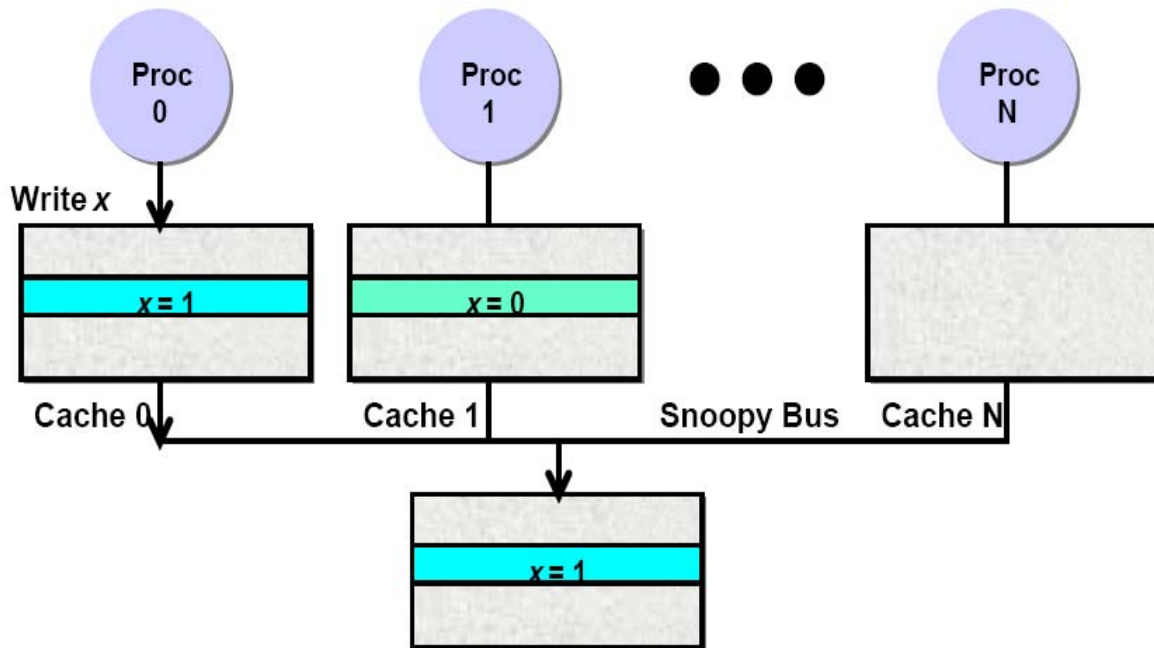 Proc
0
Proc
1
Proc
N
Write x
x = 1
x = 0
Cache 0
Cache 1
Snoopy Bus
Cache N
x = 1